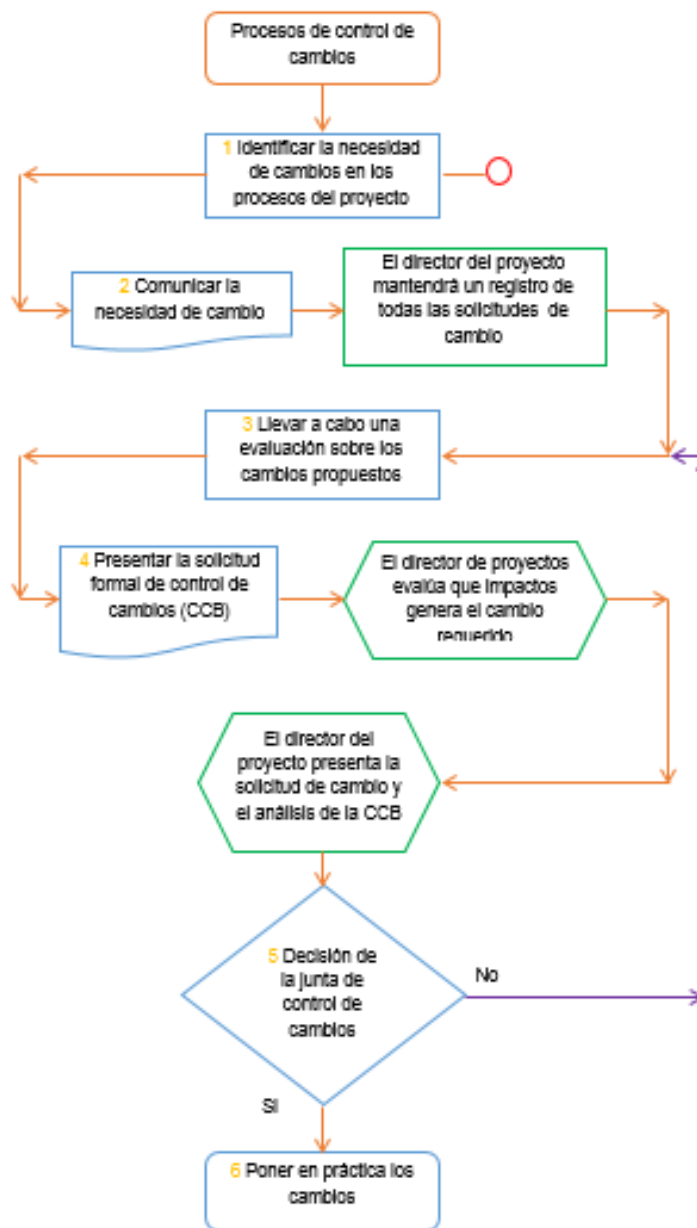 Procesos de control de
cambios
1 Identificar la necesidad
de cambios en los
procesos del proyecto
2 Comunicar la
necesidad de cambio
El director del proyecto
mantendrá un registro de
todas las solicitudes de
cambio
3 Llevar a cabo una
evaluación sobre los
cambios propuestos
4 Presentar la solicitud
formal de control de
cambios (CCB)
El director de proyectos
evalúa que impactos
genera el cambio
requerido
El director del
proyecto presenta la
solicitud de cambio y
el análisis de la CCB
5 Decisión de
la junta de
control de
cambios
No
Si
6 Poner en práctica los
cambios